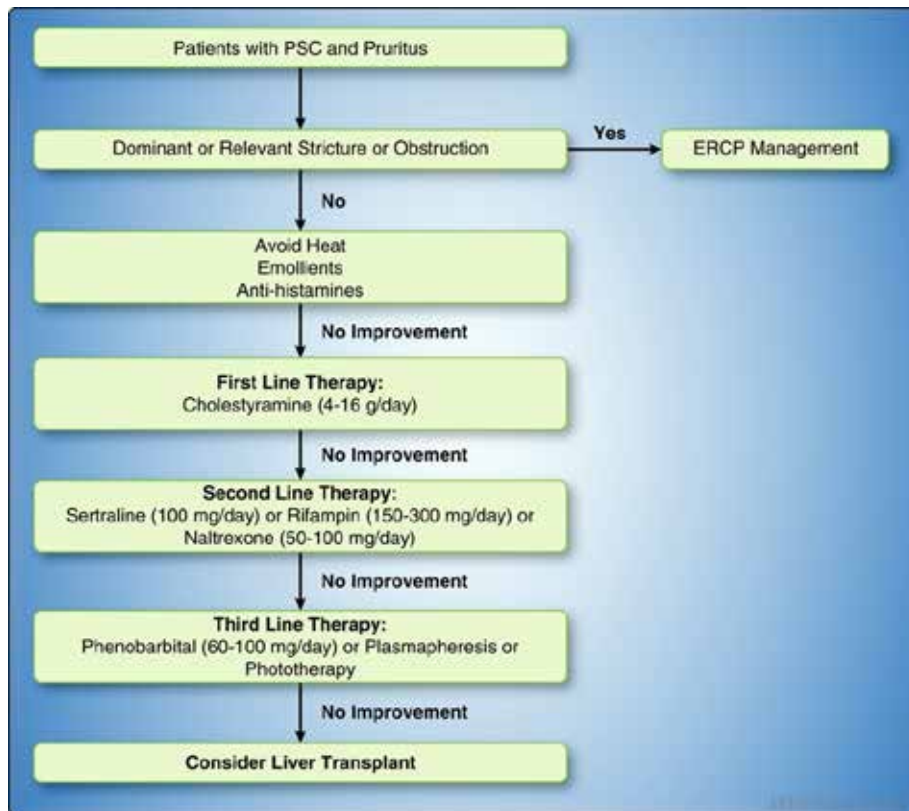 Patients with PSC and Pruritus
Dominant or Relevant Stricture or Obstruction
Yes
ERCP Management
No
Avoid Heat
Emollients
Anti-histamines
No Improvement
First Line Therapy:
Cholestyramine (4-16 g/day)
No Improvement
Second Line Therapy:
Sertraline (100 mg/day) or Rifampin (150-300 mg/day) or
Naltrexone (50-100 mg/day)
No Improvement
Third Line Therapy:
Phenobarbital (60-100 mg/day) or Plasmapheresis or
Phototherapy
No Improvement
Consider Liver Transplant